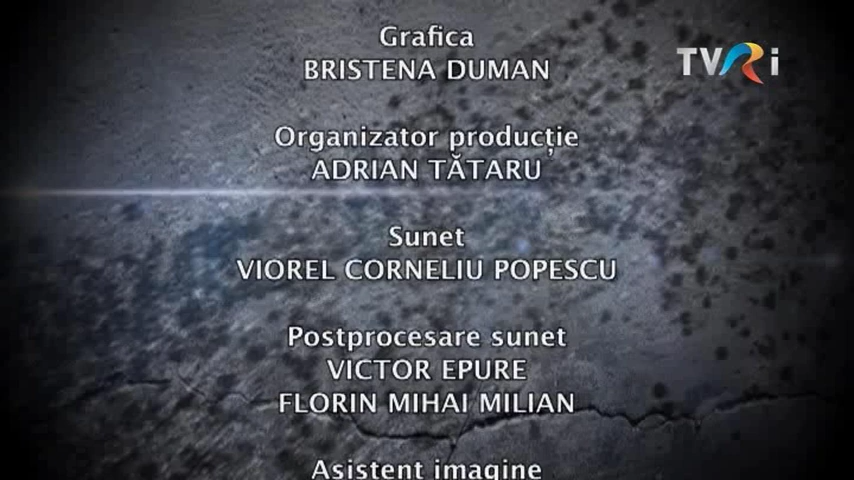 Grafica
BRISTENA DUMAN
TVRi
Organizator producție
ADRIAN TĂTARU
Sunet
VIOREL CORNELIU POPESCU
Postprocesare sunet
VICTOR EPURE
FLORIN MIHAI MILIAN
Asistent imagine